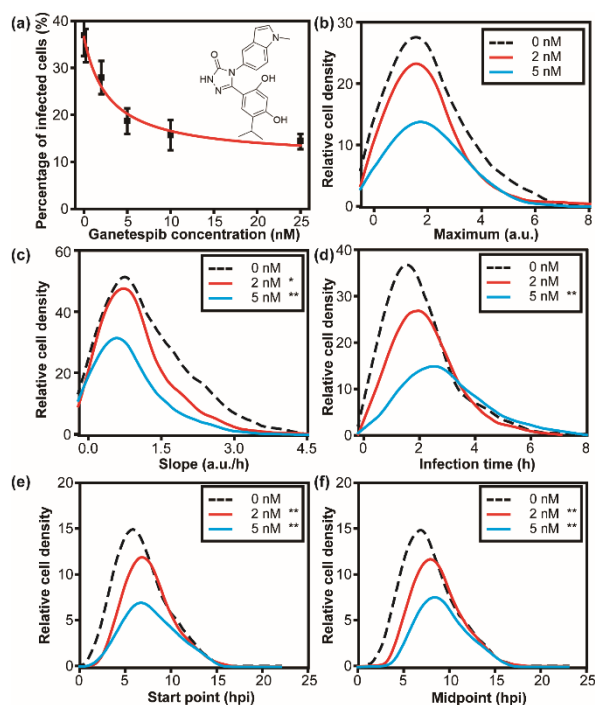 (a)
Percentage of infected cells (%)
50
40
30
20
10
0
0
5
10
15
20
25
Ganetespib concentration (nM)
N
O
N
HN
N
OH
OH
(b)
Relative cell density
30
20
10
0
0
2
4
6
8
Maximum (a.u.)
0 nM
2 nM
5 nM
(c)
Relative cell density
60
40
20
0
0.0
1.5
3.0
4.5
Slope (a.u./h)
0 nM
2 nM *
5 nM **
(d)
Relative cell density
40
30
20
10
0
0
2
4
6
8
Infection time (h)
0 nM
2 nM
5 nM **
(e)
Relative cell density
20
15
10
5
0
0
5
10
15
20
25
Start point (hpi)
0 nM
2 nM **
5 nM **
(f)
Relative cell density
20
15
10
5
0
0
5
10
15
20
25
Midpoint (hpi)
0 nM
2 nM **
5 nM **